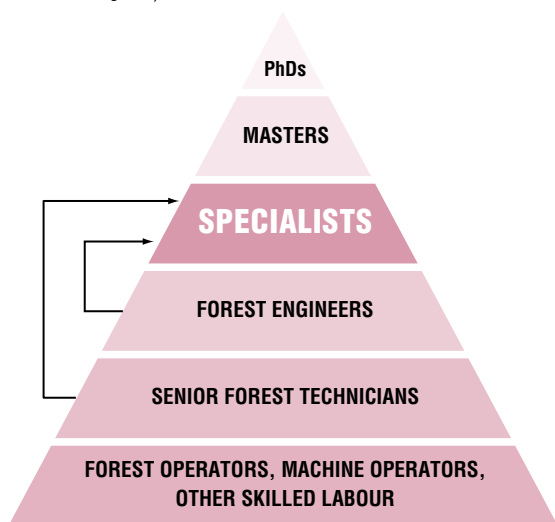 PhDs
MASTERS
SPECIALISTS
FOREST ENGINEERS
SENIOR FOREST TECHNICIANS
FOREST OPERATORS, MACHINE OPERATORS,
OTHER SKILLED LABOUR